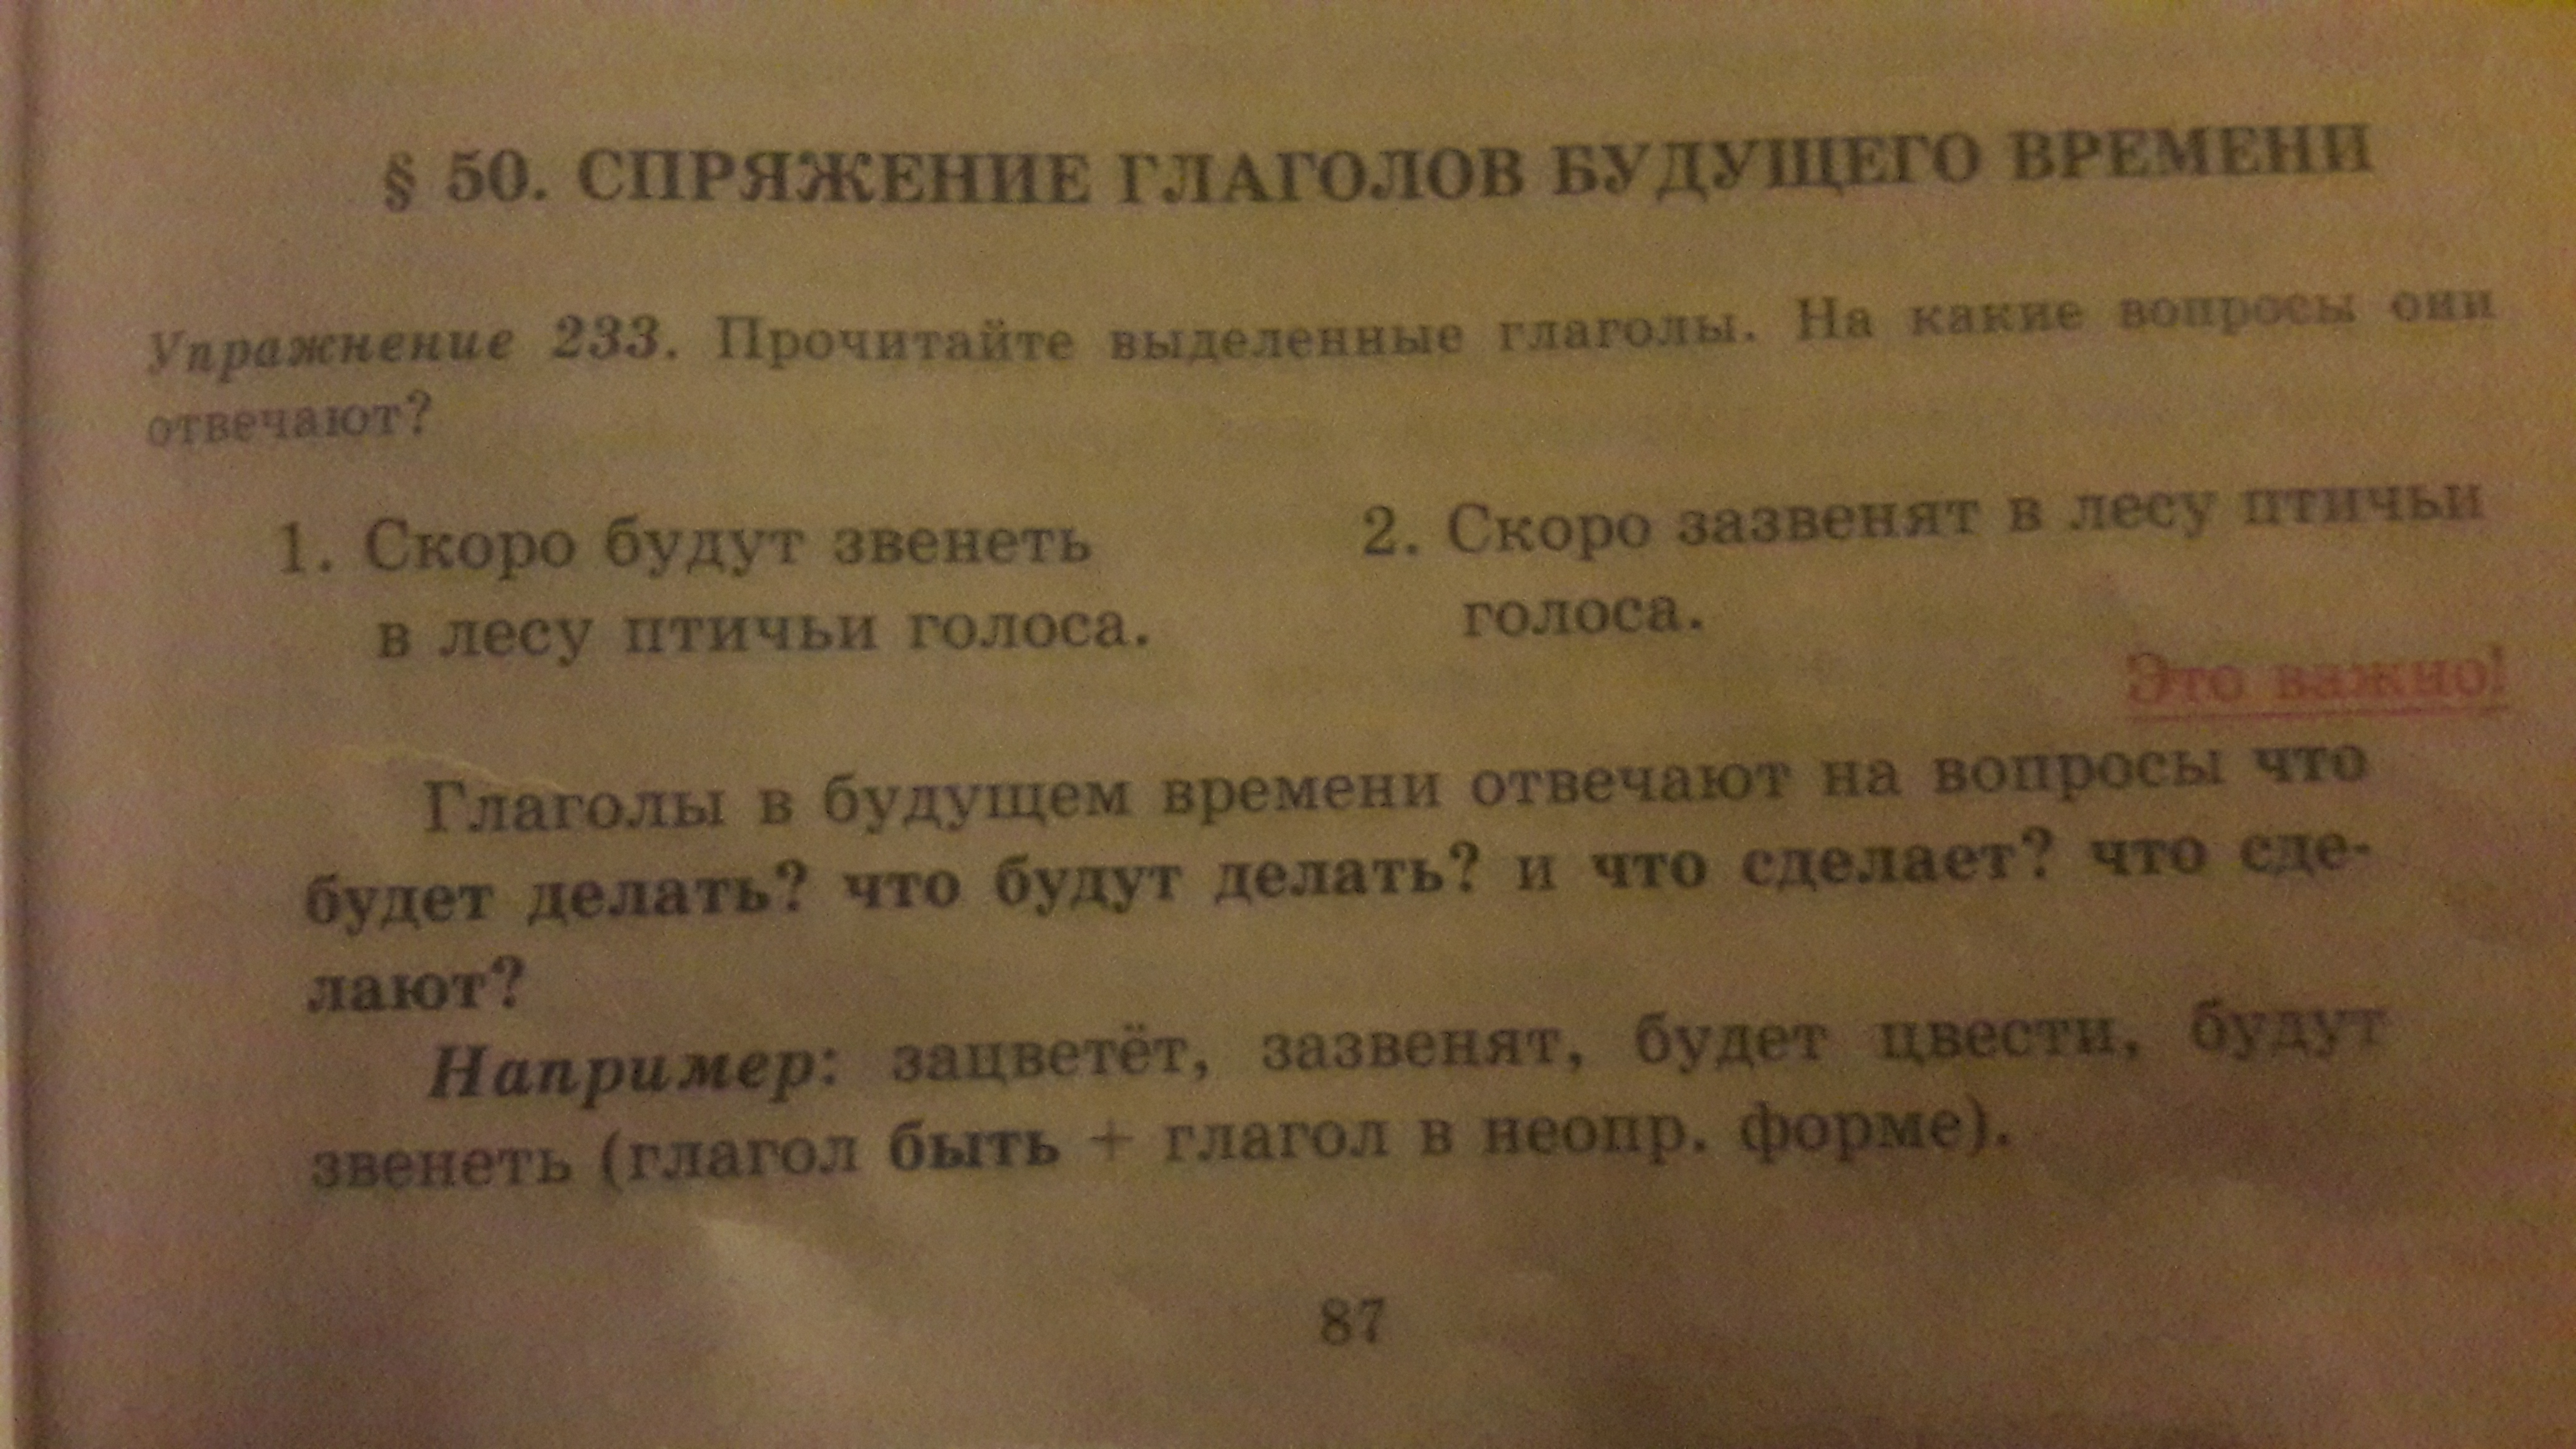 § 50. СПРЯЖЕНИЕ ГЛАГОЛОВ БУДУЩЕГО ВРЕМЕНИ
Упражнение 233. Прочитайте выделенные глаголы. На какие вопросы они
отвечают?
1. Скоро будут звенеть
в лесу птичьи голоса.
2. Скоро зазвенят в лесу птичьи
голоса.
Это важно!
Глаголы в будущем времени отвечают на вопросы что
будет делать? что будут делать? и что сделает? что сде-
лают?
Например: зацветёт, зазвенят, будет цвести, будут
звенеть (глагол быть + глагол в неопр. форме).
87